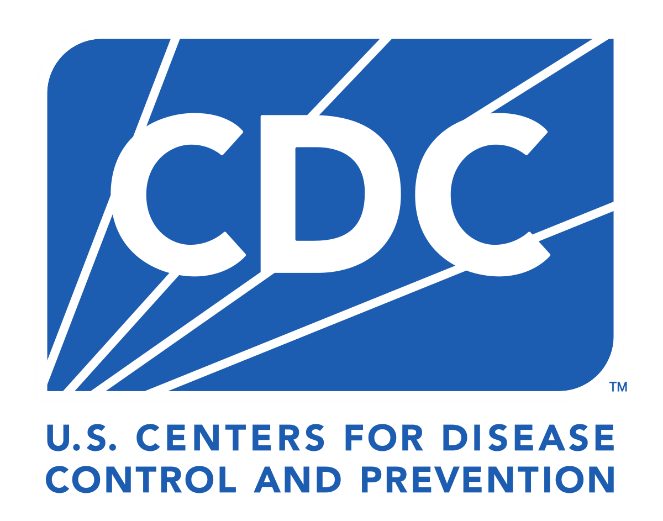 CDC
TM
U.S. CENTERS FOR DISEASE
CONTROL AND PREVENTION